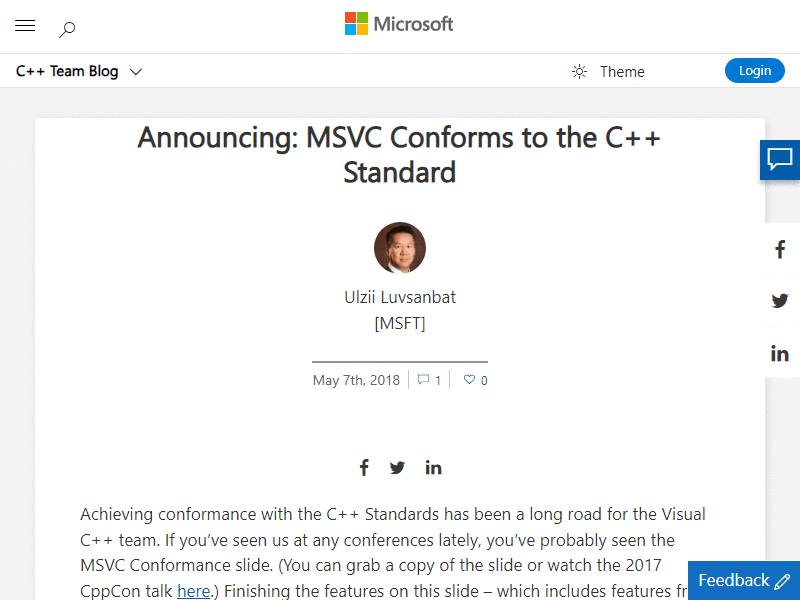 Microsoft
C++ Team Blog
Theme
Login
Announcing: MSVC Conforms to the C++
Standard
Ulzii Luvsanbat
[MSFT]
May 7th, 2018
1
0
Achieving conformance with the C++ Standards has been a long road for the Visual
C++ team. If you’ve seen us at any conferences lately, you’ve probably seen the
MSVC Conformance slide. (You can grab a copy of the slide or watch the 2017
CppCon talk here.) Finishing the features on this slide – which includes features
Feedback